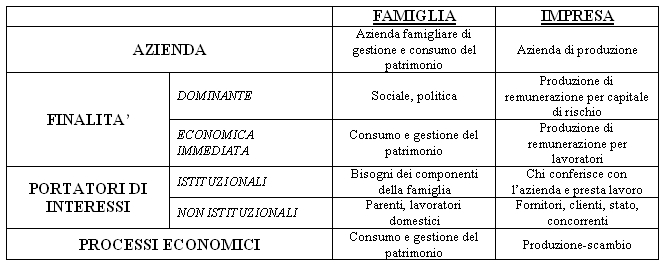 FAMIGLIA IMPRESA
AZIENDA
Azienda famigliare di
gestione e consumo del
patrimonio
Azienda di produzione
FINALITA'
DOMINANTE
Sociale, politica
Produzione di
remunerazione per capitale
di rischio
ECONOMICA
IMMEDIATA
Consumo e gestione del
patrimonio
Produzione di
remunerazione per
lavoratori
PORTATORI DI
INTERESSI
ISTITUZIONALI
Bisogni dei componenti
della famiglia
Chi conferisce con
l'azienda e presta lavoro
NON ISTITUZIONALI
Parenti, lavoratori
domestici
Fornitori, clienti, stato,
concorrenti
PROCESSI ECONOMICI
Consumo e gestione del
patrimonio
Produzione-scambio